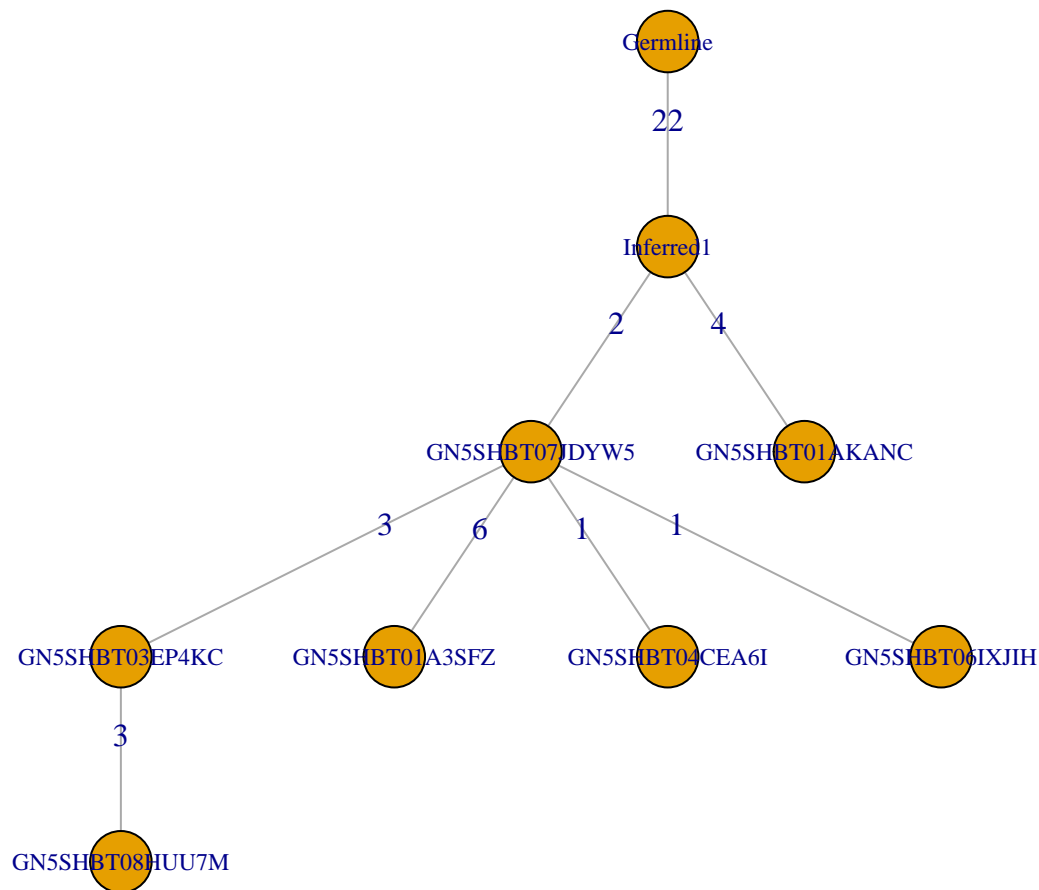 Germline
22
Inferred1
2
4
GN5SHBT07JDYW5
GN5SHBT01AKANC
3
6
1
1
GN5SHBT03EP4KC
GN5SHBT01A3SFZ
GN5SHBT04CEA6I
GN5SHBT06IXJIH
3
GN5SHBT08HUU7M